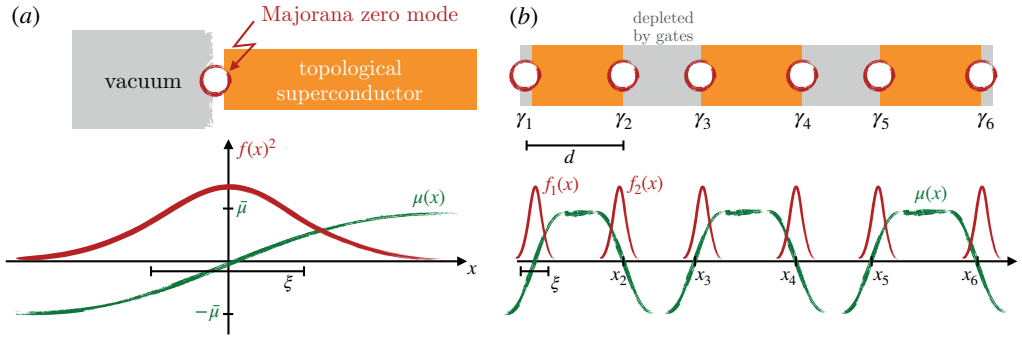 (a)
Majorana zero mode
vacuum
topological
superconductor
f(x)²
μ̄
μ(x)
x
ξ
−μ̄
(b)
depleted
by gates
γ₁ γ₂ γ₃ γ₄ γ₅ γ₆
d
f₁(x) f₂(x) μ(x)
ξ x₂ x₃ x₄ x₅ x₆